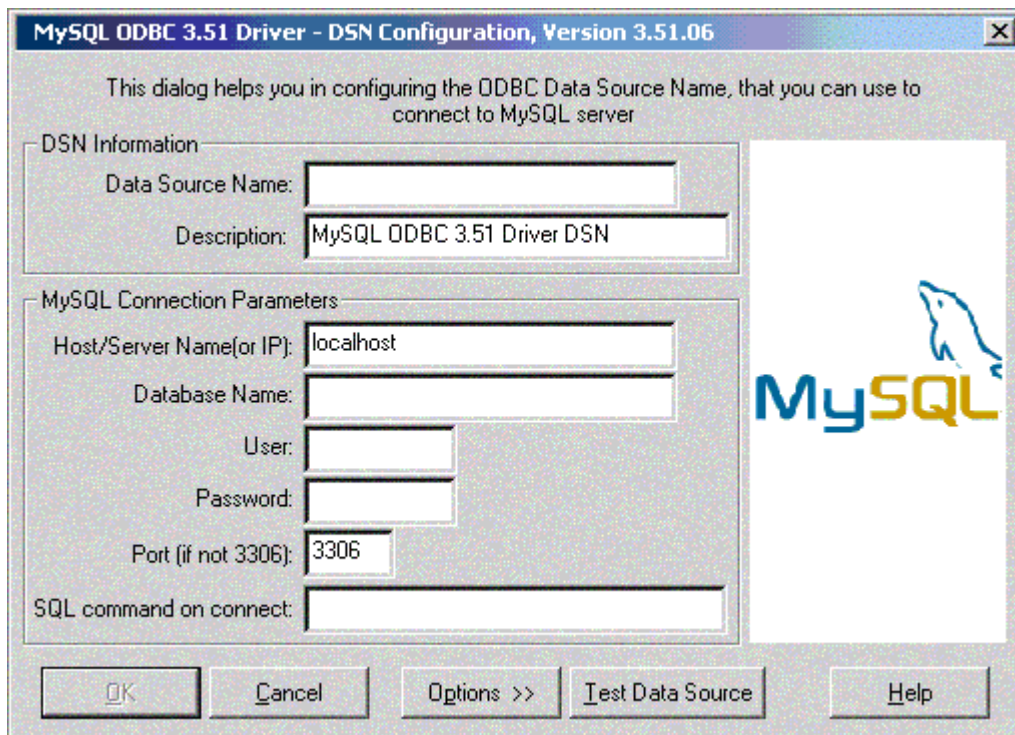 MySQL ODBC 3.51 Driver - DSN Configuration, Version 3.51.06
This dialog helps you in configuring the ODBC Data Source Name, that you can use to
connect to MySQL server
DSN Information
Data Source Name:
Description: MySQL ODBC 3.51 Driver DSN
MySQL Connection Parameters
Host/Server Name(or IP): localhost
Database Name:
User:
Password:
Port (if not 3306): 3306
SQL command on connect:
MySQL
OK Cancel Options >> Test Data Source Help